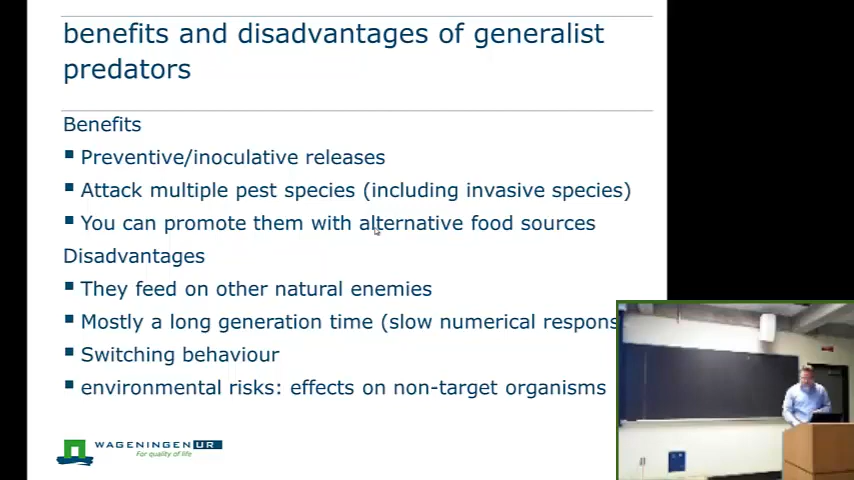 benefits and disadvantages of generalist
predators
Benefits
Preventive/inoculative releases
Attack multiple pest species (including invasive species)
You can promote them with alternative food sources
Disadvantages
They feed on other natural enemies
Mostly a long generation time (slow numerical respons
Switching behaviour
environmental risks: effects on non-target organisms
WAGENINGEN UR
For quality of life